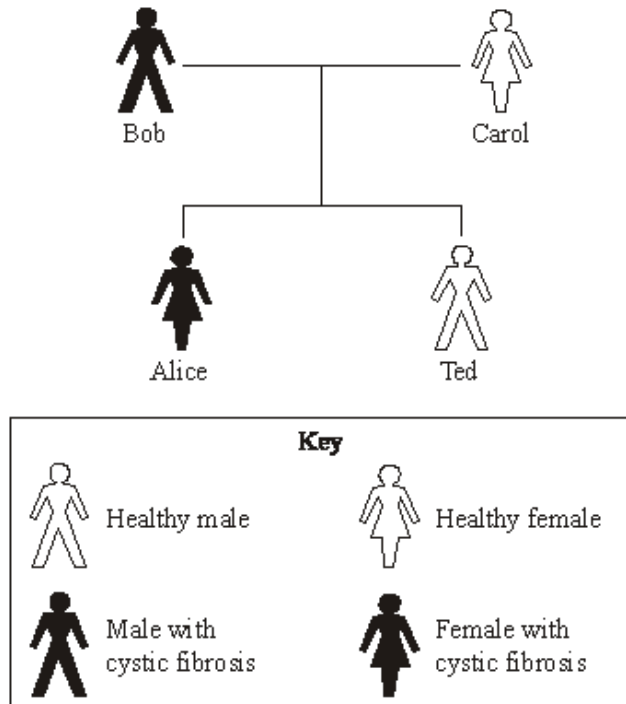 Bob
Carol
Alice
Ted
Key
Healthy male
Healthy female
Male with
cystic fibrosis
Female with
cystic fibrosis